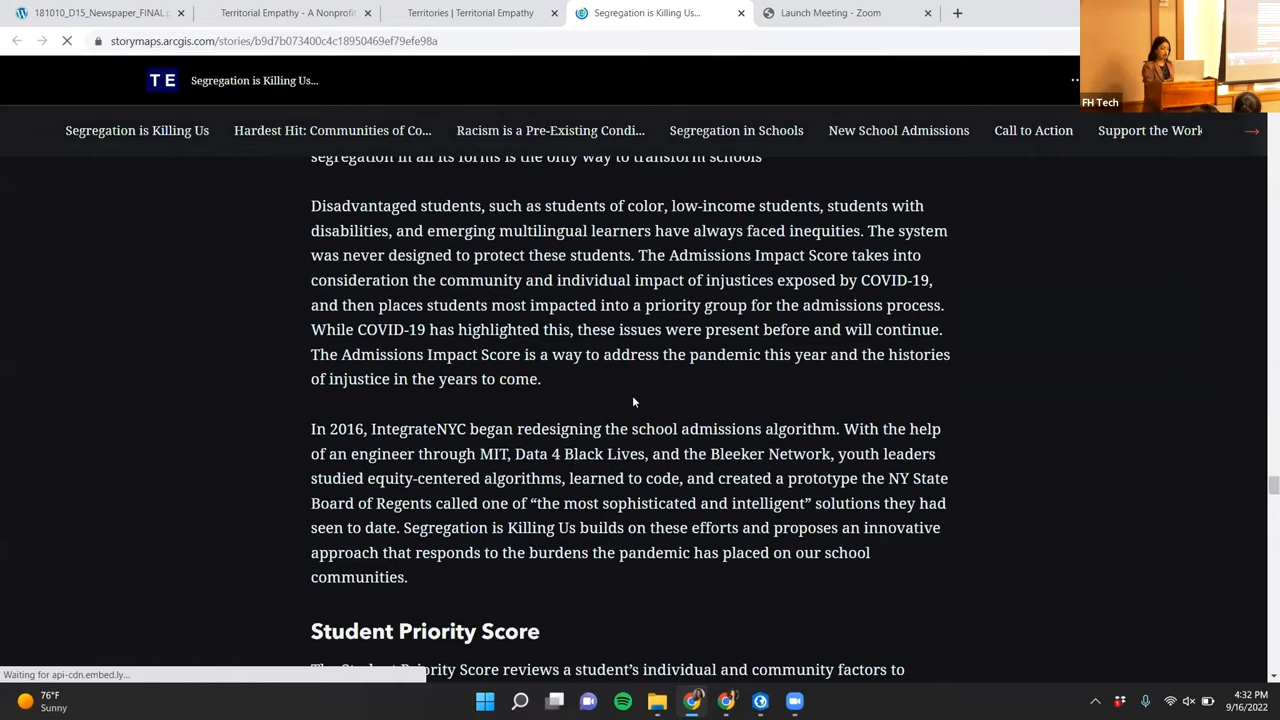 181010_D15_Newspaper_FINAL.p
Territorial Empathy - A Nonprofi
Territories | Territorial Empathy
Segregation is Killing Us...
Launch Meeting - Zoom
storymaps.arcgis.com/stories/b9d7b073400c4c18950469ef79efe98a
TE
Segregation is Killing Us...
FH Tech
Segregation is Killing Us
Hardest Hit: Communities of Co...
Racism is a Pre-Existing Condi...
Segregation in Schools
New School Admissions
Call to Action
Support the Work
segregation in all its forms is the only way to transform schools
Disadvantaged students, such as students of color, low-income students, students with
disabilities, and emerging multilingual learners have always faced inequities. The system
was never designed to protect these students. The Admissions Impact Score takes into
consideration the community and individual impact of injustices exposed by COVID-19,
and then places students most impacted into a priority group for the admissions process.
While COVID-19 has highlighted this, these issues were present before and will continue.
The Admissions Impact Score is a way to address the pandemic this year and the histories
of injustice in the years to come.
In 2016, IntegrateNYC began redesigning the school admissions algorithm. With the help
of an engineer through MIT, Data 4 Black Lives, and the Bleeker Network, youth leaders
studied equity-centered algorithms, learned to code, and created a prototype the NY State
Board of Regents called one of “the most sophisticated and intelligent” solutions they had
seen to date. Segregation is Killing Us builds on these efforts and proposes an innovative
approach that responds to the burdens the pandemic has placed on our school
communities.
Student Priority Score
The Student Priority Score reviews a student’s individual and community factors to
Waiting for api-cdn.embed.ly...
76°F
Sunny
4:32 PM
9/16/2022